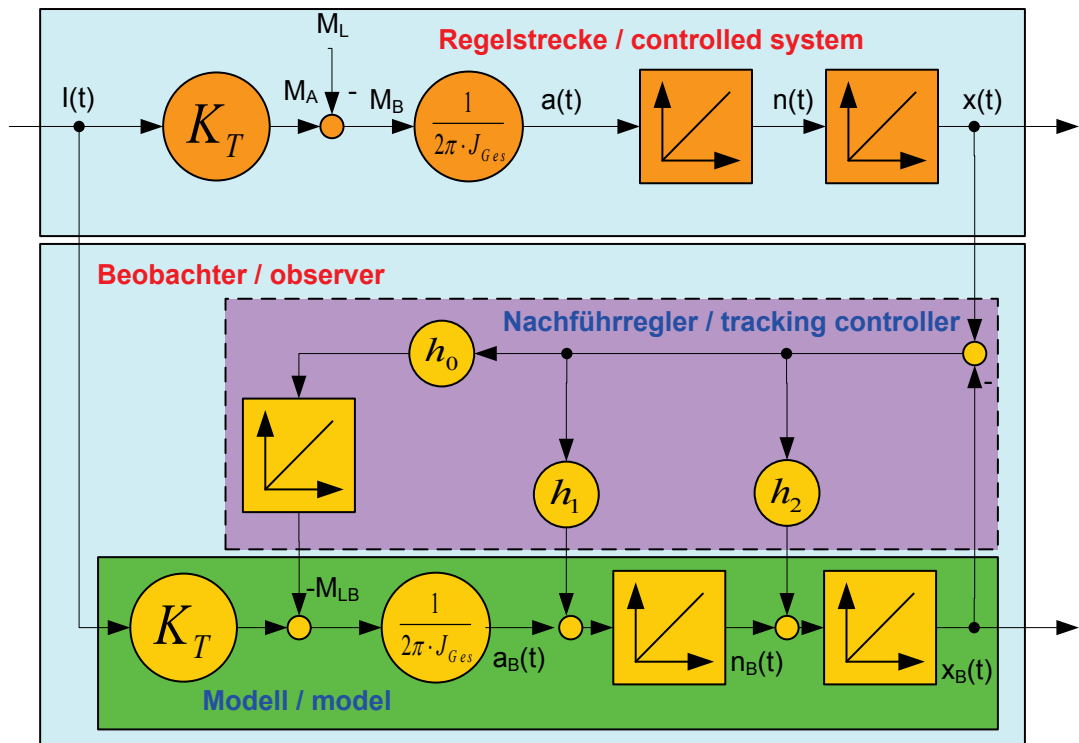 M_L
Regelstrecke / controlled system
I(t)
K_T
M_A
-
M_B
1
2π·J_Ges
a(t)
n(t)
x(t)
Beobachter / observer
Nachführregler / tracking controller
h_0
-
h_1
h_2
-M_LB
K_T
1
2π·J_Ges
a_B(t)
n_B(t)
x_B(t)
Modell / model